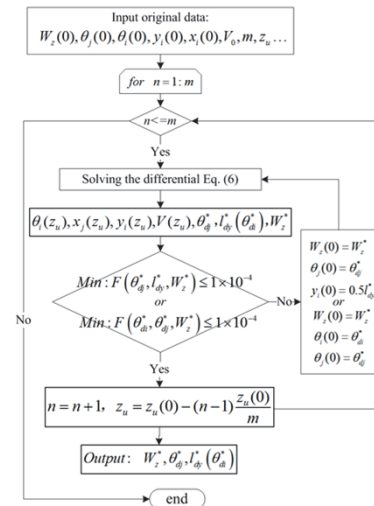 Input original data:
W_z(0), θ_j(0), θ_i(0), y_i(0), x_i(0), V_0, m, z_u ...
for n=1:m
n<=m
Yes
Solving the differential Eq. (6)
θ_i(z_u), x_j(z_u), y_i(z_u), V(z_u), θ*_dj, l*_dy(θ*_di), W*_z
Min: F(θ*_dj, l*_dy, W*_z) ≤ 1×10^-4
or
Min: F(θ*_di, θ*_dj, W*_z) ≤ 1×10^-4
No
W_z(0) = W*_z
θ_j(0) = θ*_dj
y_i(0) = 0.5l*_dy
or
W_z(0) = W*_z
θ_i(0) = θ*_di
θ_j(0) = θ*_dj
No
Yes
n = n+1, z_u = z_u(0) − (n−1) z_u(0)/m
Output: W*_z, θ*_dj, l*_dy(θ*_di)
end